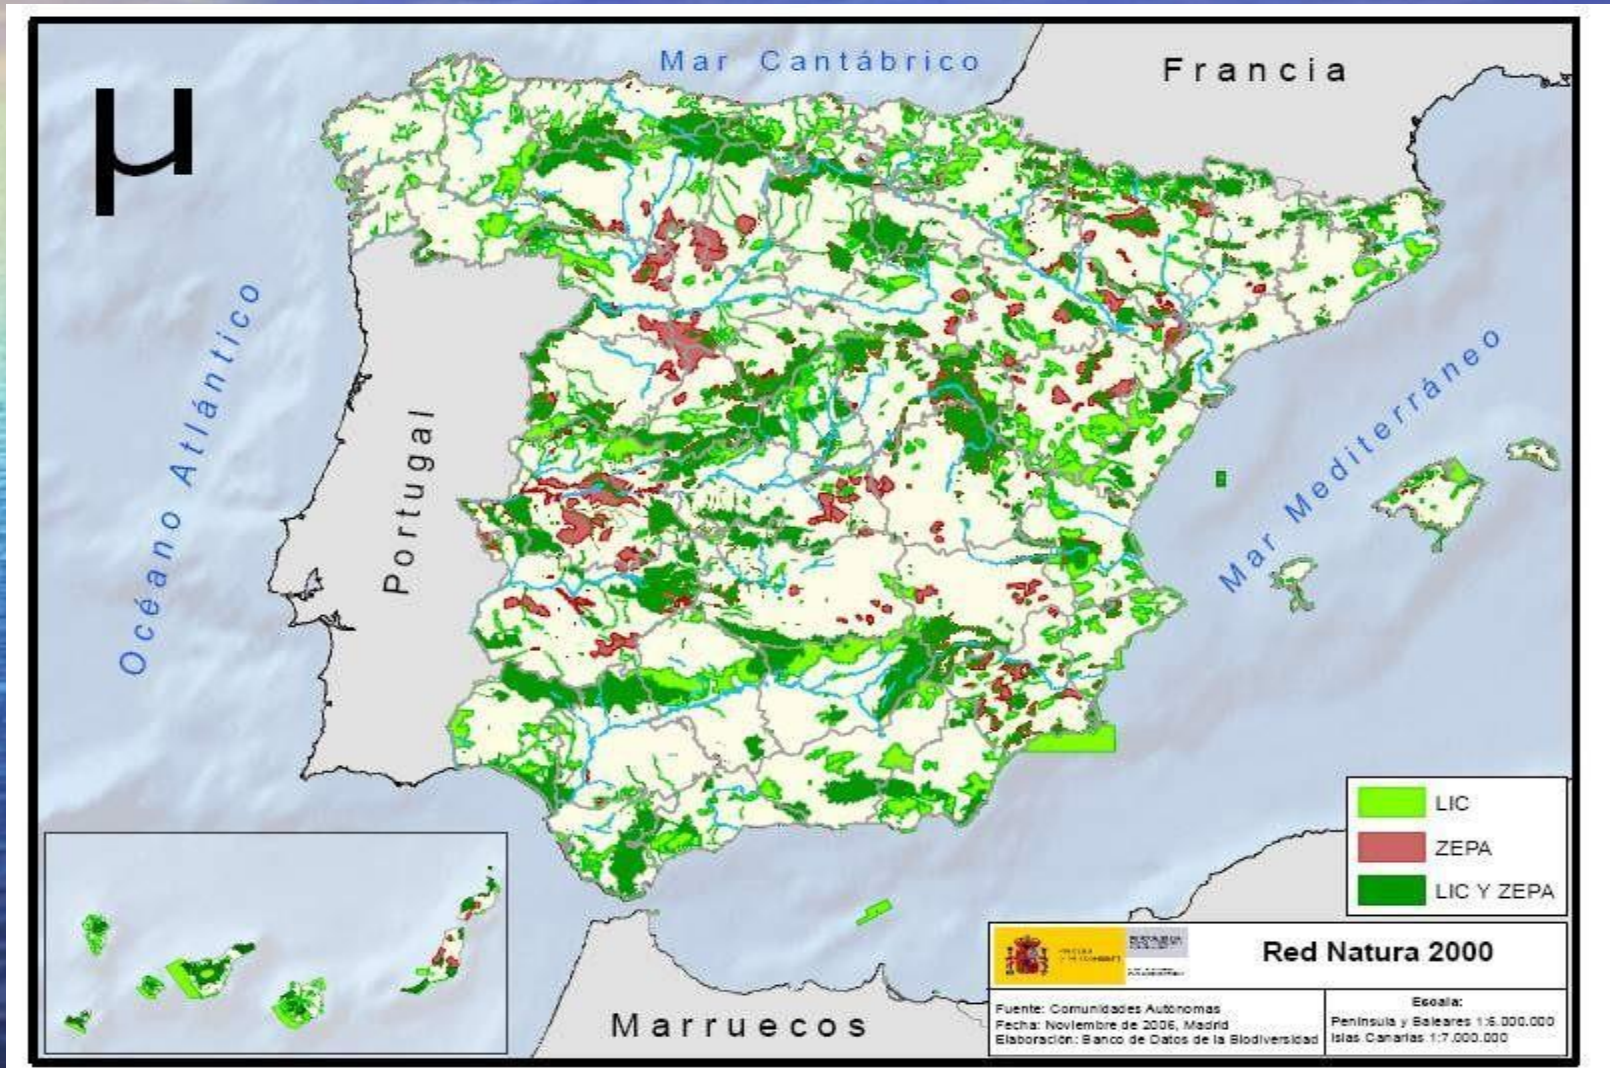 Mar Cantábrico
Francia
µ
Océano Atlántico
Portugal
Mar Mediterráneo
LIC
ZEPA
LIC Y ZEPA
Red Natura 2000
Marruecos
Fuente: Comunidades Autónomas
Fecha: Noviembre de 2006, Madrid
Elaboración: Banco de Datos de la Biodiversidad
Escala:
Península y Baleares 1:6.000.000
Islas Canarias 1:7.000.000